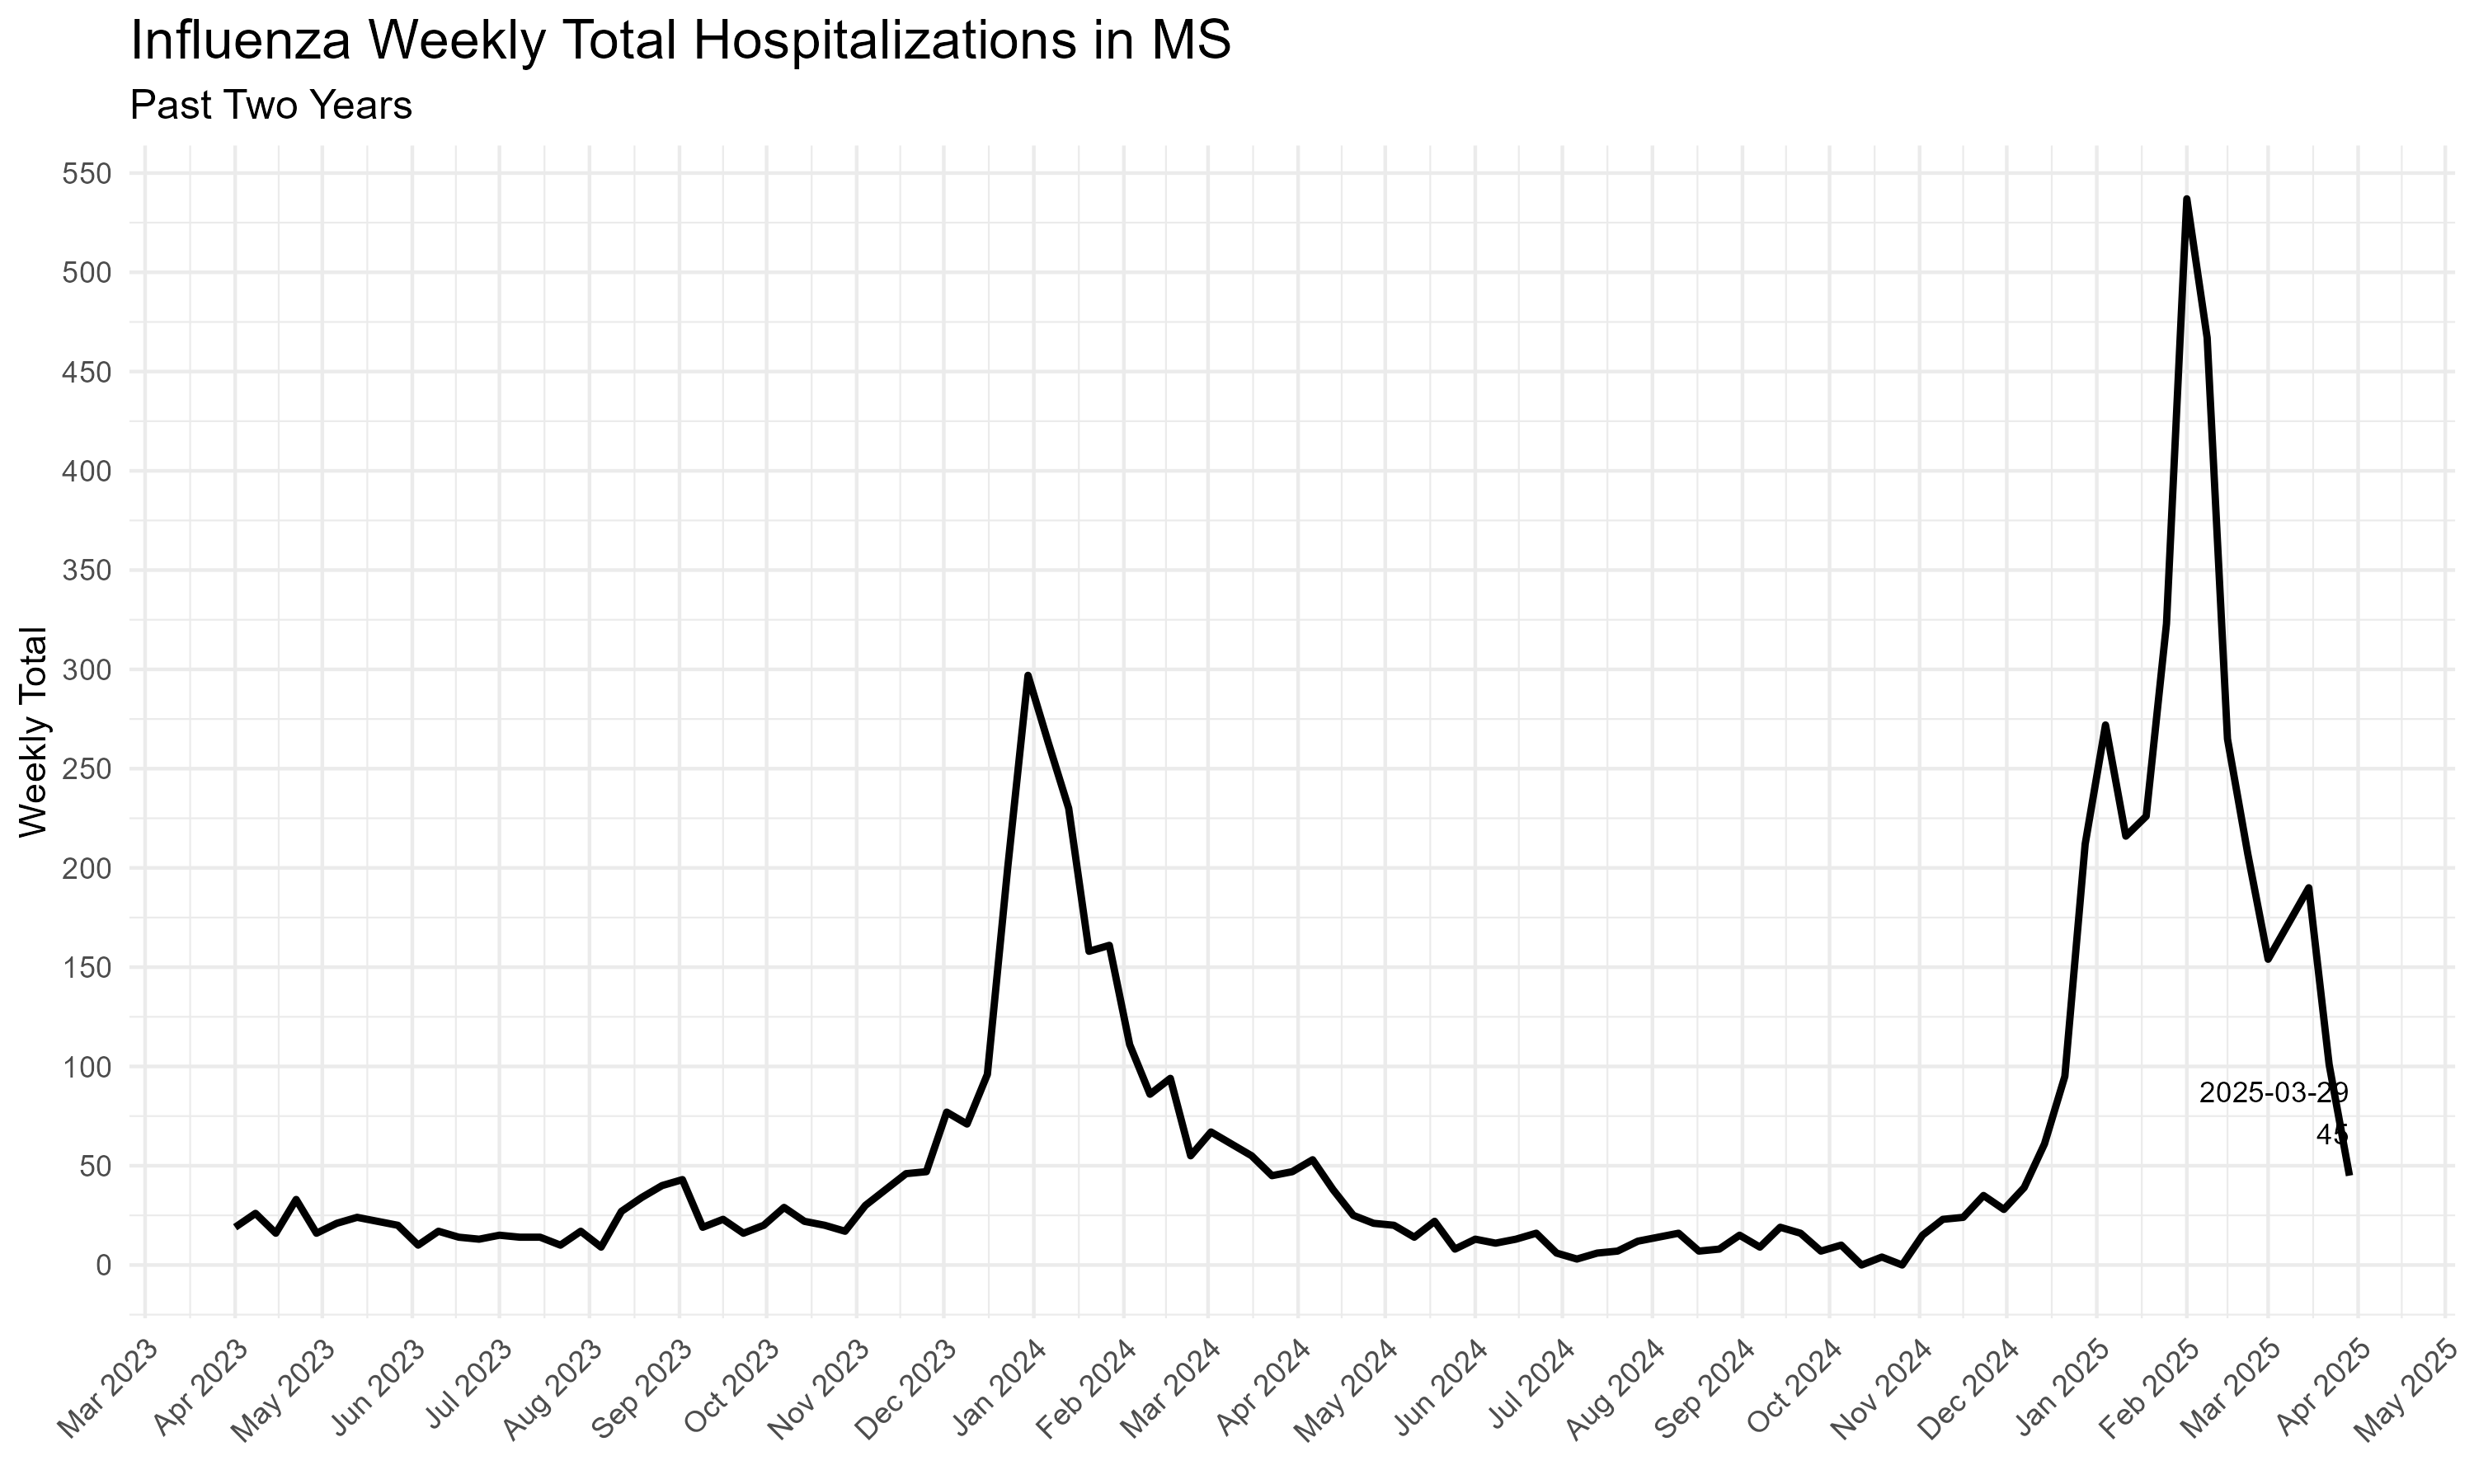 Influenza Weekly Total Hospitalizations in MS
Past Two Years
Weekly Total
550
500
450
400
350
300
250
200
150
100
50
0
2025-03-29
45
Mar 2023
Apr 2023
May 2023
Jun 2023
Jul 2023
Aug 2023
Sep 2023
Oct 2023
Nov 2023
Dec 2023
Jan 2024
Feb 2024
Mar 2024
Apr 2024
May 2024
Jun 2024
Jul 2024
Aug 2024
Sep 2024
Oct 2024
Nov 2024
Dec 2024
Jan 2025
Feb 2025
Mar 2025
Apr 2025
May 2025